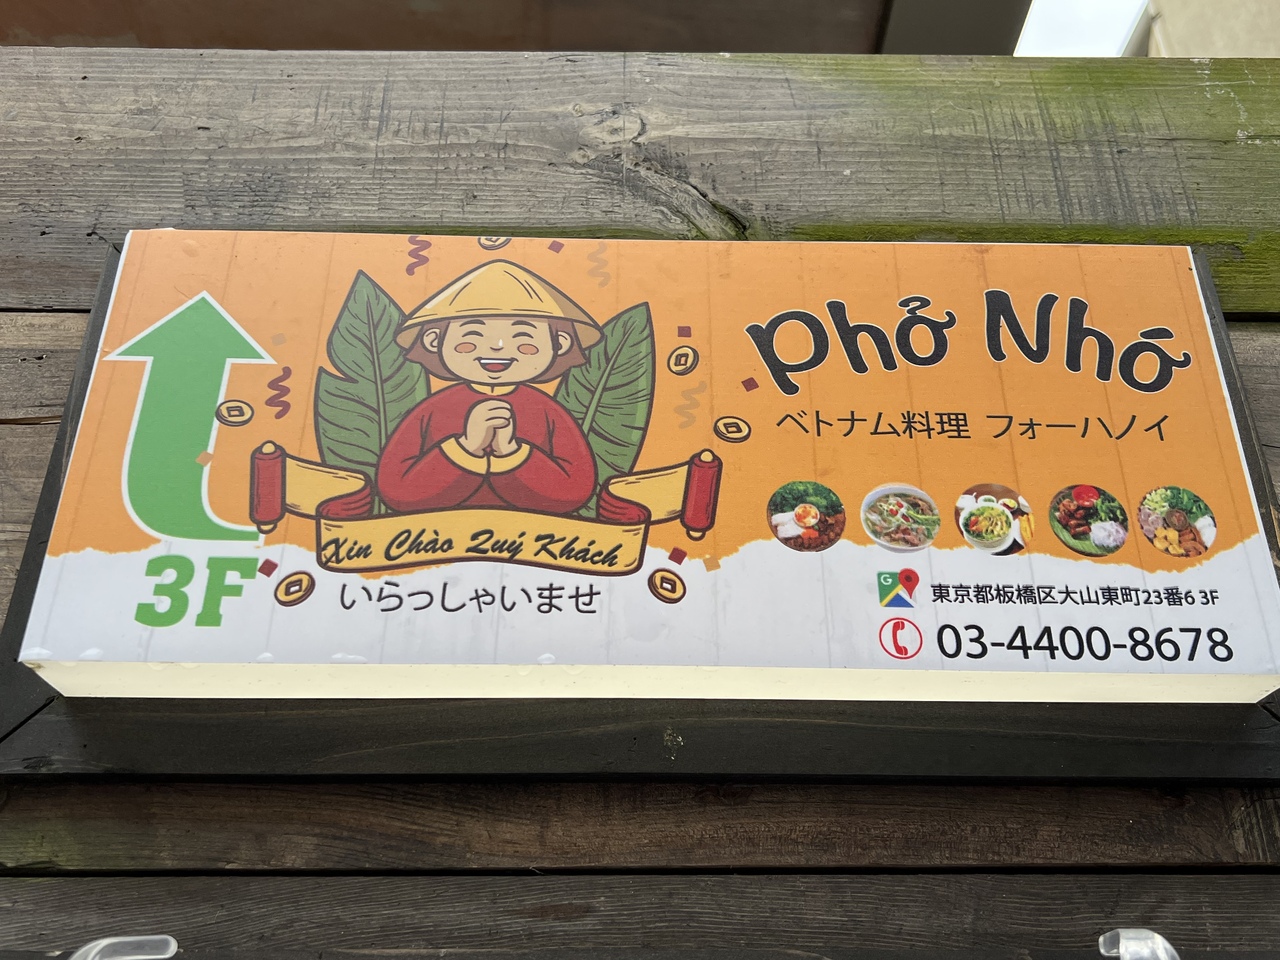 Phở Nhớ
ベトナム料理 フォーハノイ
Xin Chào Quý Khách
いらっしゃいませ
3F
G
東京都板橋区大山東町23番6 3F
03-4400-8678